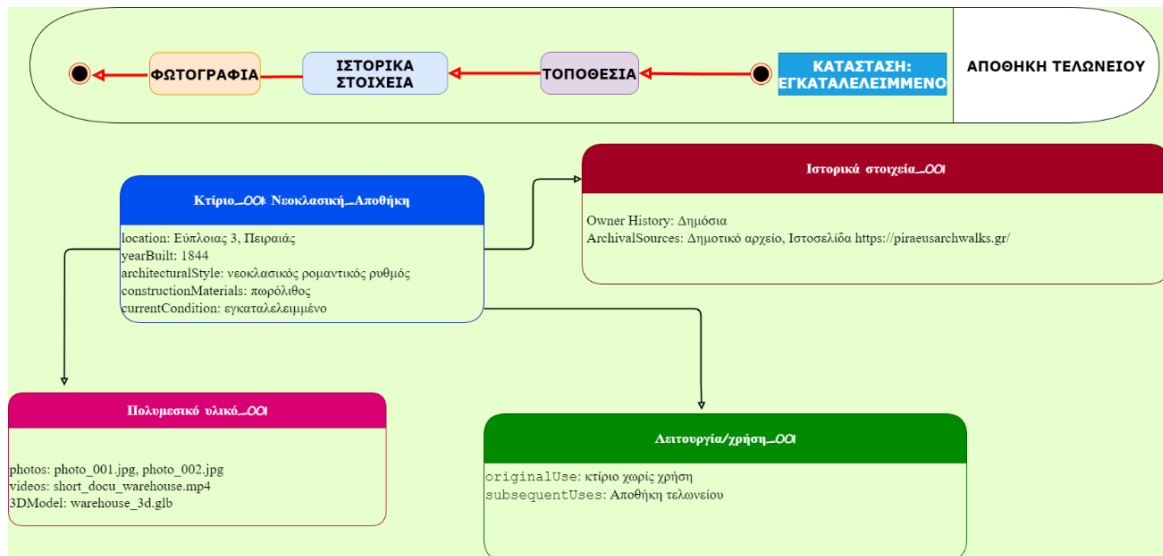 ΦΩΤΟΓΡΑΦΙΑ
ΙΣΤΟΡΙΚΑ
ΣΤΟΙΧΕΙΑ
ΤΟΠΟΘΕΣΙΑ
ΚΑΤΑΣΤΑΣΗ:
ΕΓΚΑΤΑΛΕΛΕΙΜΜΕΝΟ
ΑΠΟΘΗΚΗ ΤΕΛΩΝΕΙΟΥ
Κτίριο_001: Νεοκλασική_Αποθήκη
location: Εύπλοιας 3, Πειραιάς
yearBuilt: 1844
architecturalStyle: νεοκλασικός ρομαντικός ρυθμός
constructionMaterials: πωρόλιθος
currentCondition: εγκαταλελειμμένο
Ιστορικά στοιχεία_001
Owner History: Δημόσια
ArchivalSources: Δημοτικό αρχείο, Ιστοσελίδα https://piraeusarchwalks.gr/
Πολυμεσικό υλικό_001
photos: photo_001.jpg, photo_002.jpg
videos: short_docu_warehouse.mp4
3DModel: warehouse_3d.glb
Λειτουργία/χρήση_001
originalUse: κτίριο χωρίς χρήση
subsequentUses: Αποθήκη τελωνείου